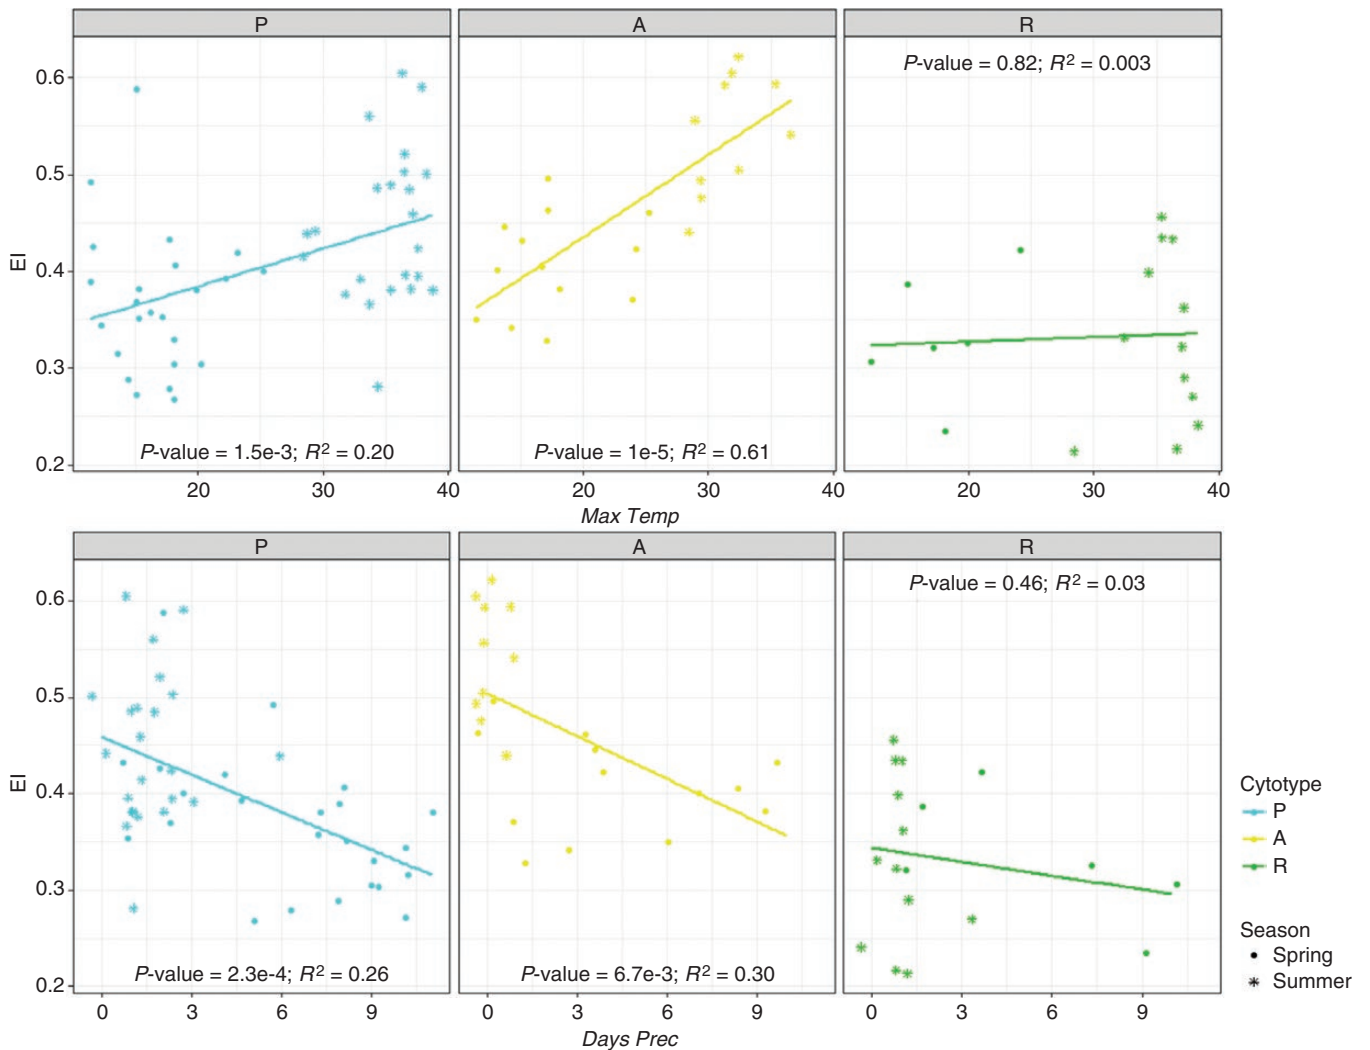 P A R
P-value = 0.82; R² = 0.003
0.6
0.5
EI
0.4
0.3
P-value = 1.5e-3; R² = 0.20
P-value = 1e-5; R² = 0.61
0.2
20 30 40 20 30 40 20 30 40
Max Temp
P A R
P-value = 0.46; R² = 0.03
0.6
0.5
EI
0.4
0.3
P-value = 2.3e-4; R² = 0.26
P-value = 6.7e-3; R² = 0.30
0.2
0 3 6 9 0 3 6 9 0 3 6 9
Days Prec
Cytotype
P
A
R
Season
Spring
Summer